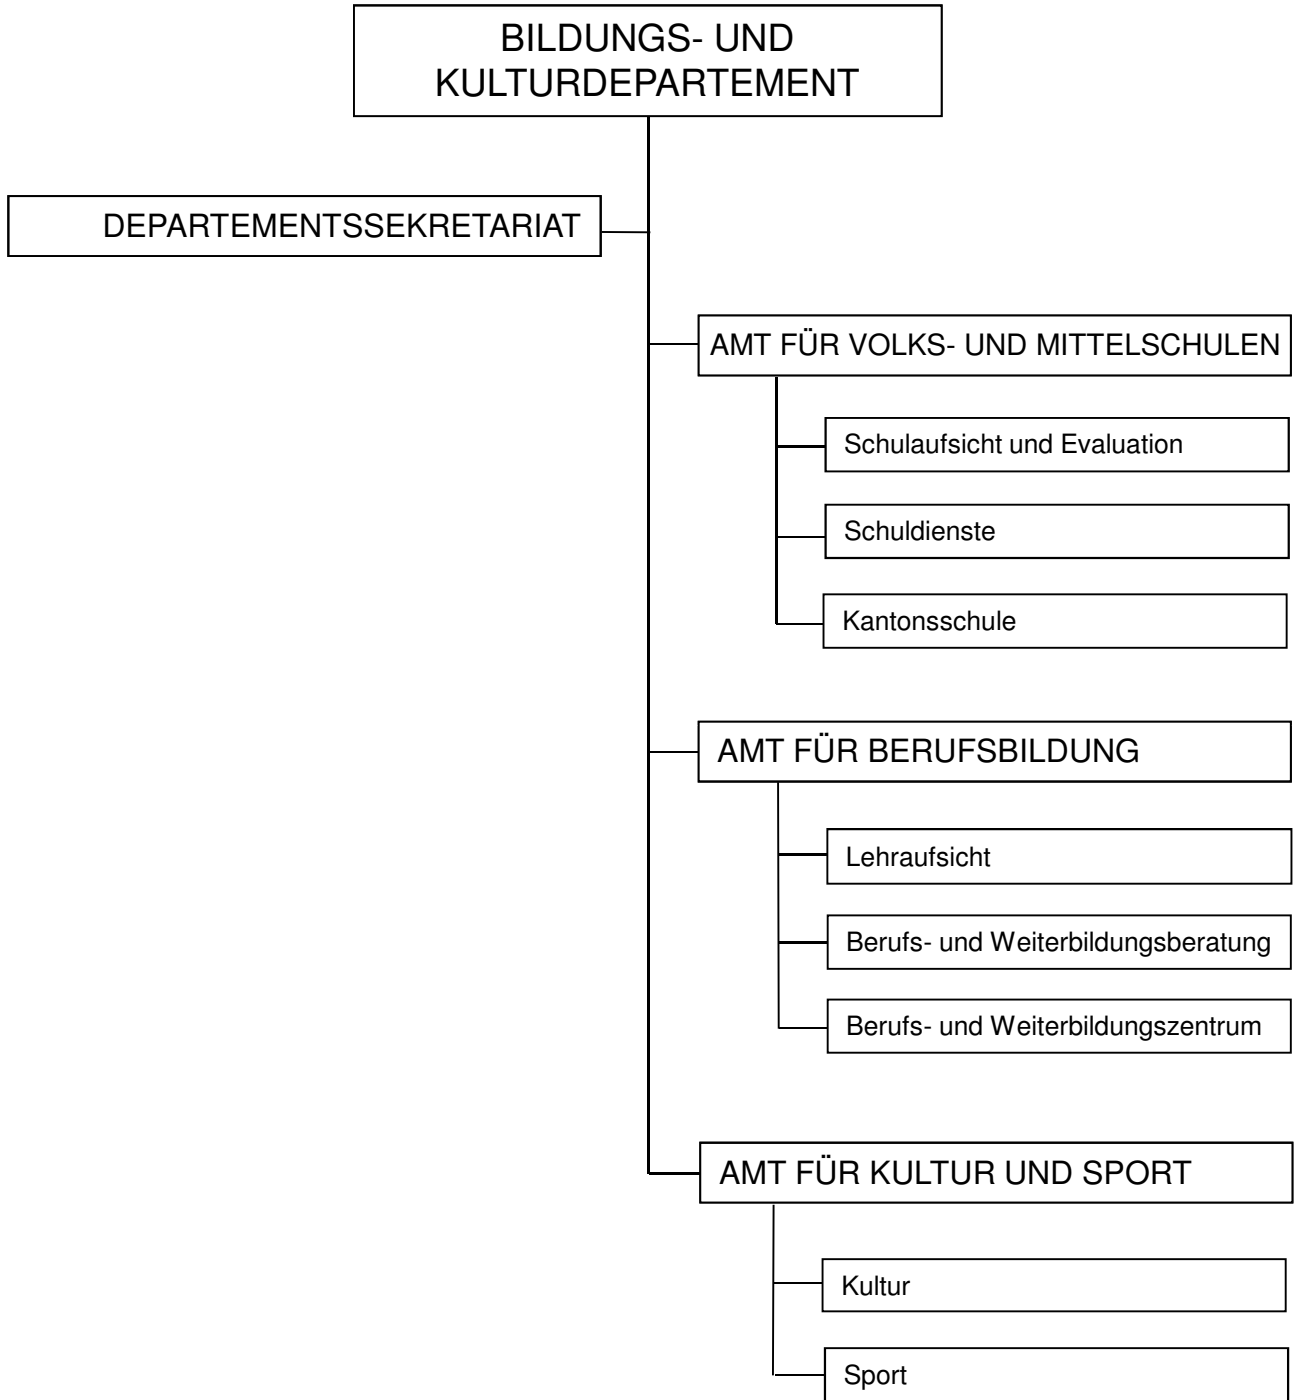 BILDUNGS- UND
KULTURDEPARTEMENT
DEPARTEMENTSSEKRETARIAT
AMT FÜR VOLKS- UND MITTELSCHULEN
Schulaufsicht und Evaluation
Schuldienste
Kantonsschule
AMT FÜR BERUFSBILDUNG
Lehraufsicht
Berufs- und Weiterbildungsberatung
Berufs- und Weiterbildungszentrum
AMT FÜR KULTUR UND SPORT
Kultur
Sport